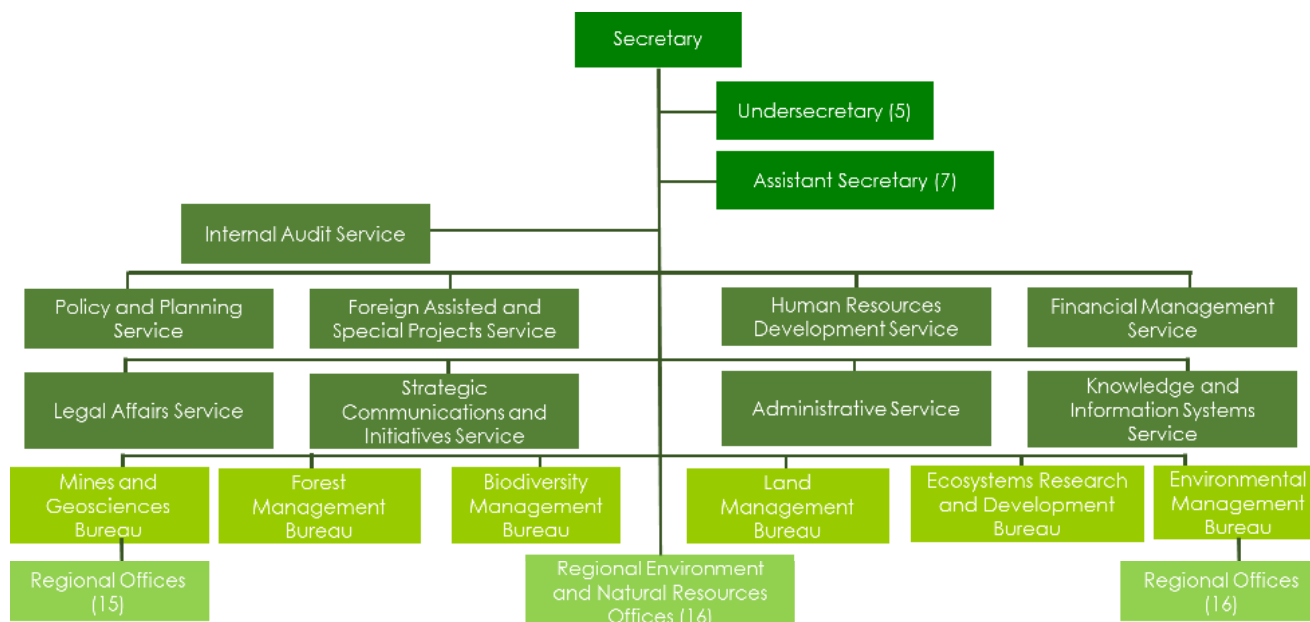 Secretary
Undersecretary (5)
Assistant Secretary (7)
Internal Audit Service
Policy and Planning
Service
Foreign Assisted and
Special Projects Service
Human Resources
Development Service
Financial Management
Service
Legal Affairs Service
Strategic
Communications and
Initiatives Service
Administrative Service
Knowledge and
Information Systems
Service
Mines and
Geosciences
Bureau
Forest
Management
Bureau
Biodiversity
Management
Bureau
Land
Management
Bureau
Ecosystems Research
and Development
Bureau
Environmental
Management
Bureau
Regional Offices
(15)
Regional Environment
and Natural Resources
Offices (16)
Regional Offices
(16)